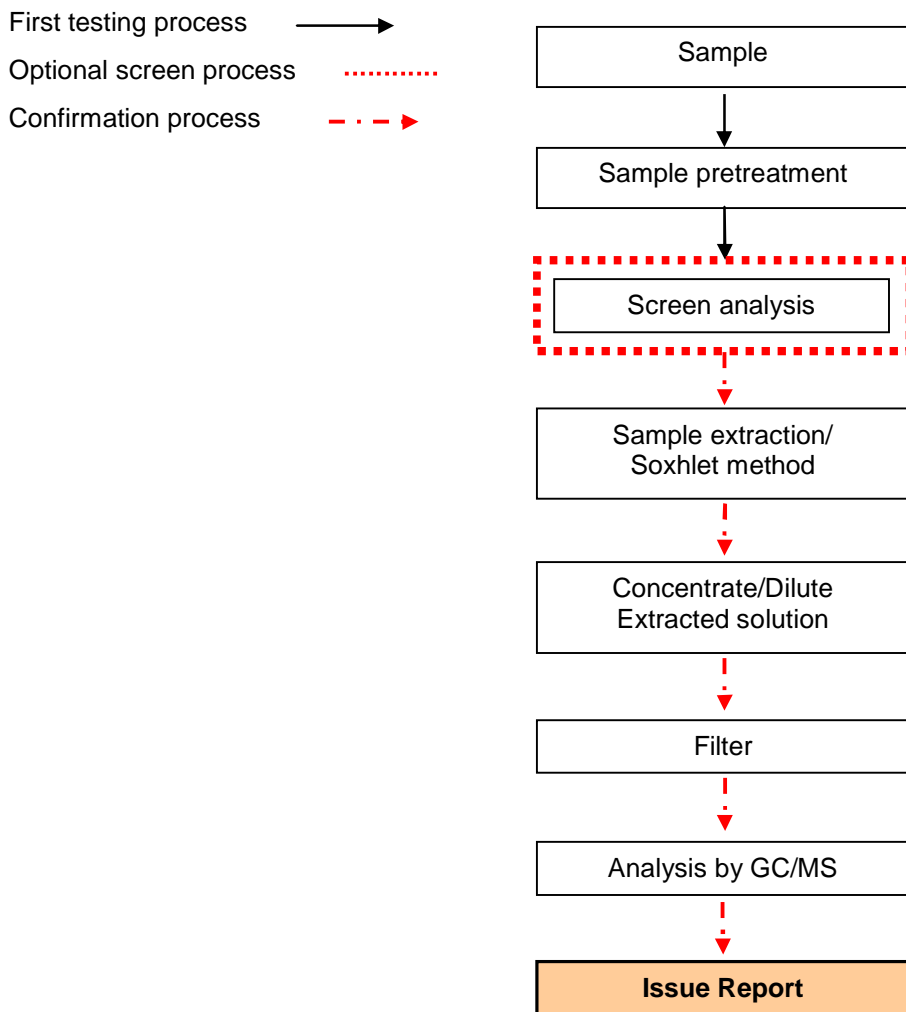 First testing process
Optional screen process
Confirmation process
Sample
Sample pretreatment
Screen analysis
Sample extraction/
Soxhlet method
Concentrate/Dilute
Extracted solution
Filter
Analysis by GC/MS
Issue Report